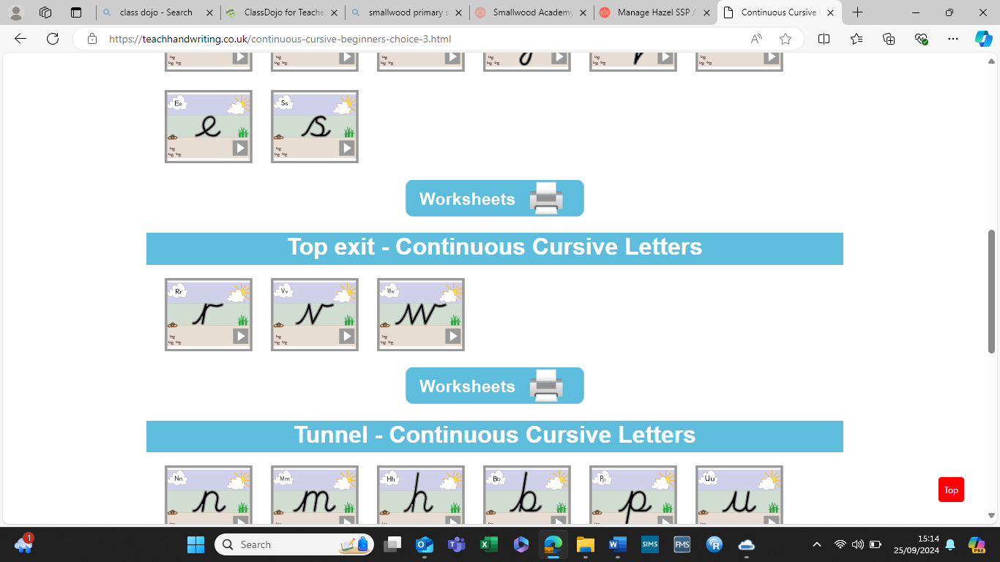 class dojo - Search
ClassDojo for Teache
smallwood primary s
Smallwood Academy
Manage Hazel SSP /
Continuous Cursive
https://teachhandwriting.co.uk/continuous-cursive-beginners-choice-3.html
Ee
Ss
e
s
Worksheets
Top exit - Continuous Cursive Letters
Rr
Vv
Ww
r
v
w
Worksheets
Tunnel - Continuous Cursive Letters
Nn
Mm
Hh
Bb
Pp
Uu
n
m
h
b
p
u
Top
1
Search
SIMS
FMS
15:14
25/09/2024
PRE